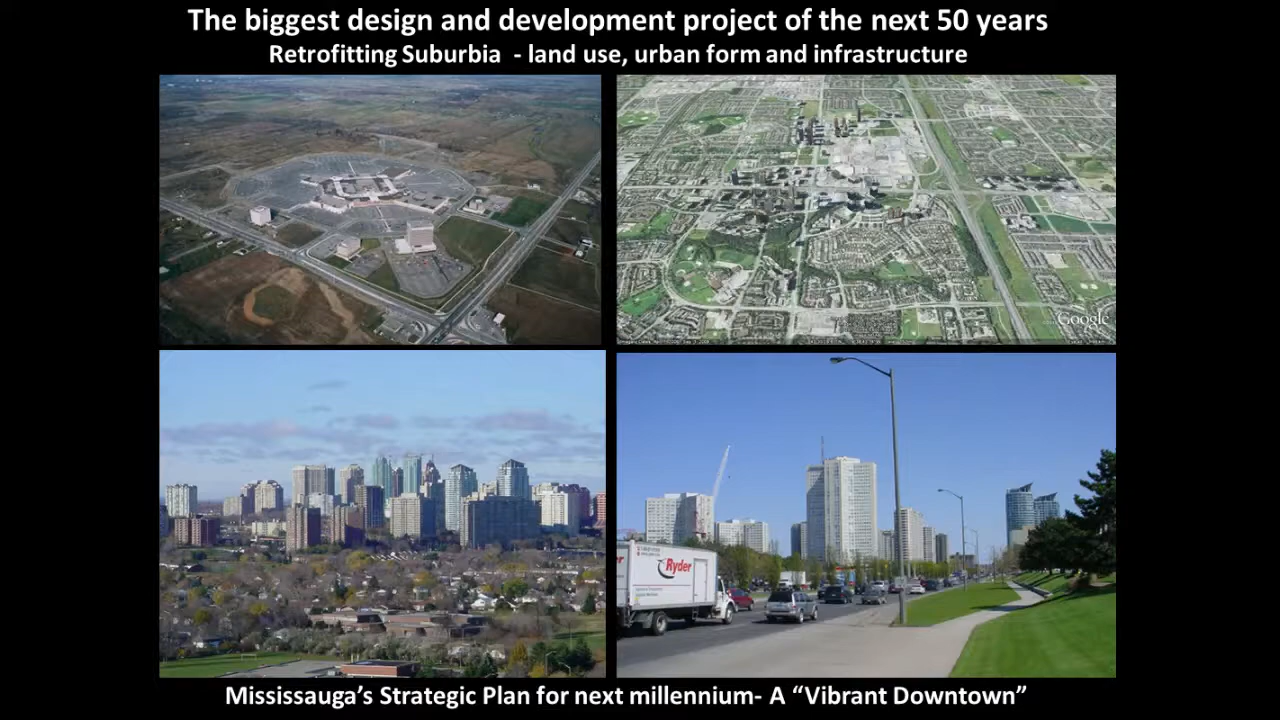 The biggest design and development project of the next 50 years
Retrofitting Suburbia - land use, urban form and infrastructure
Google
Ryder
Mississauga's Strategic Plan for next millennium- A “Vibrant Downtown”